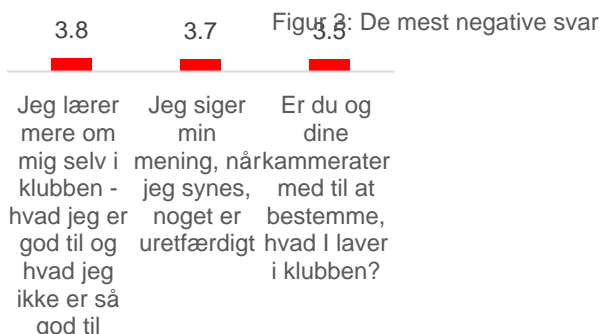 Figur 3: De mest negative svar
3.8
3.7
3.5
Jeg lærer
mere om
mig selv i
klubben -
hvad jeg er
god til og
hvad jeg
ikke er så
god til
Jeg siger
min
mening, når
jeg synes,
noget er
uretfærdigt
Er du og
dine
kammerater
med til at
bestemme,
hvad I laver
i klubben?